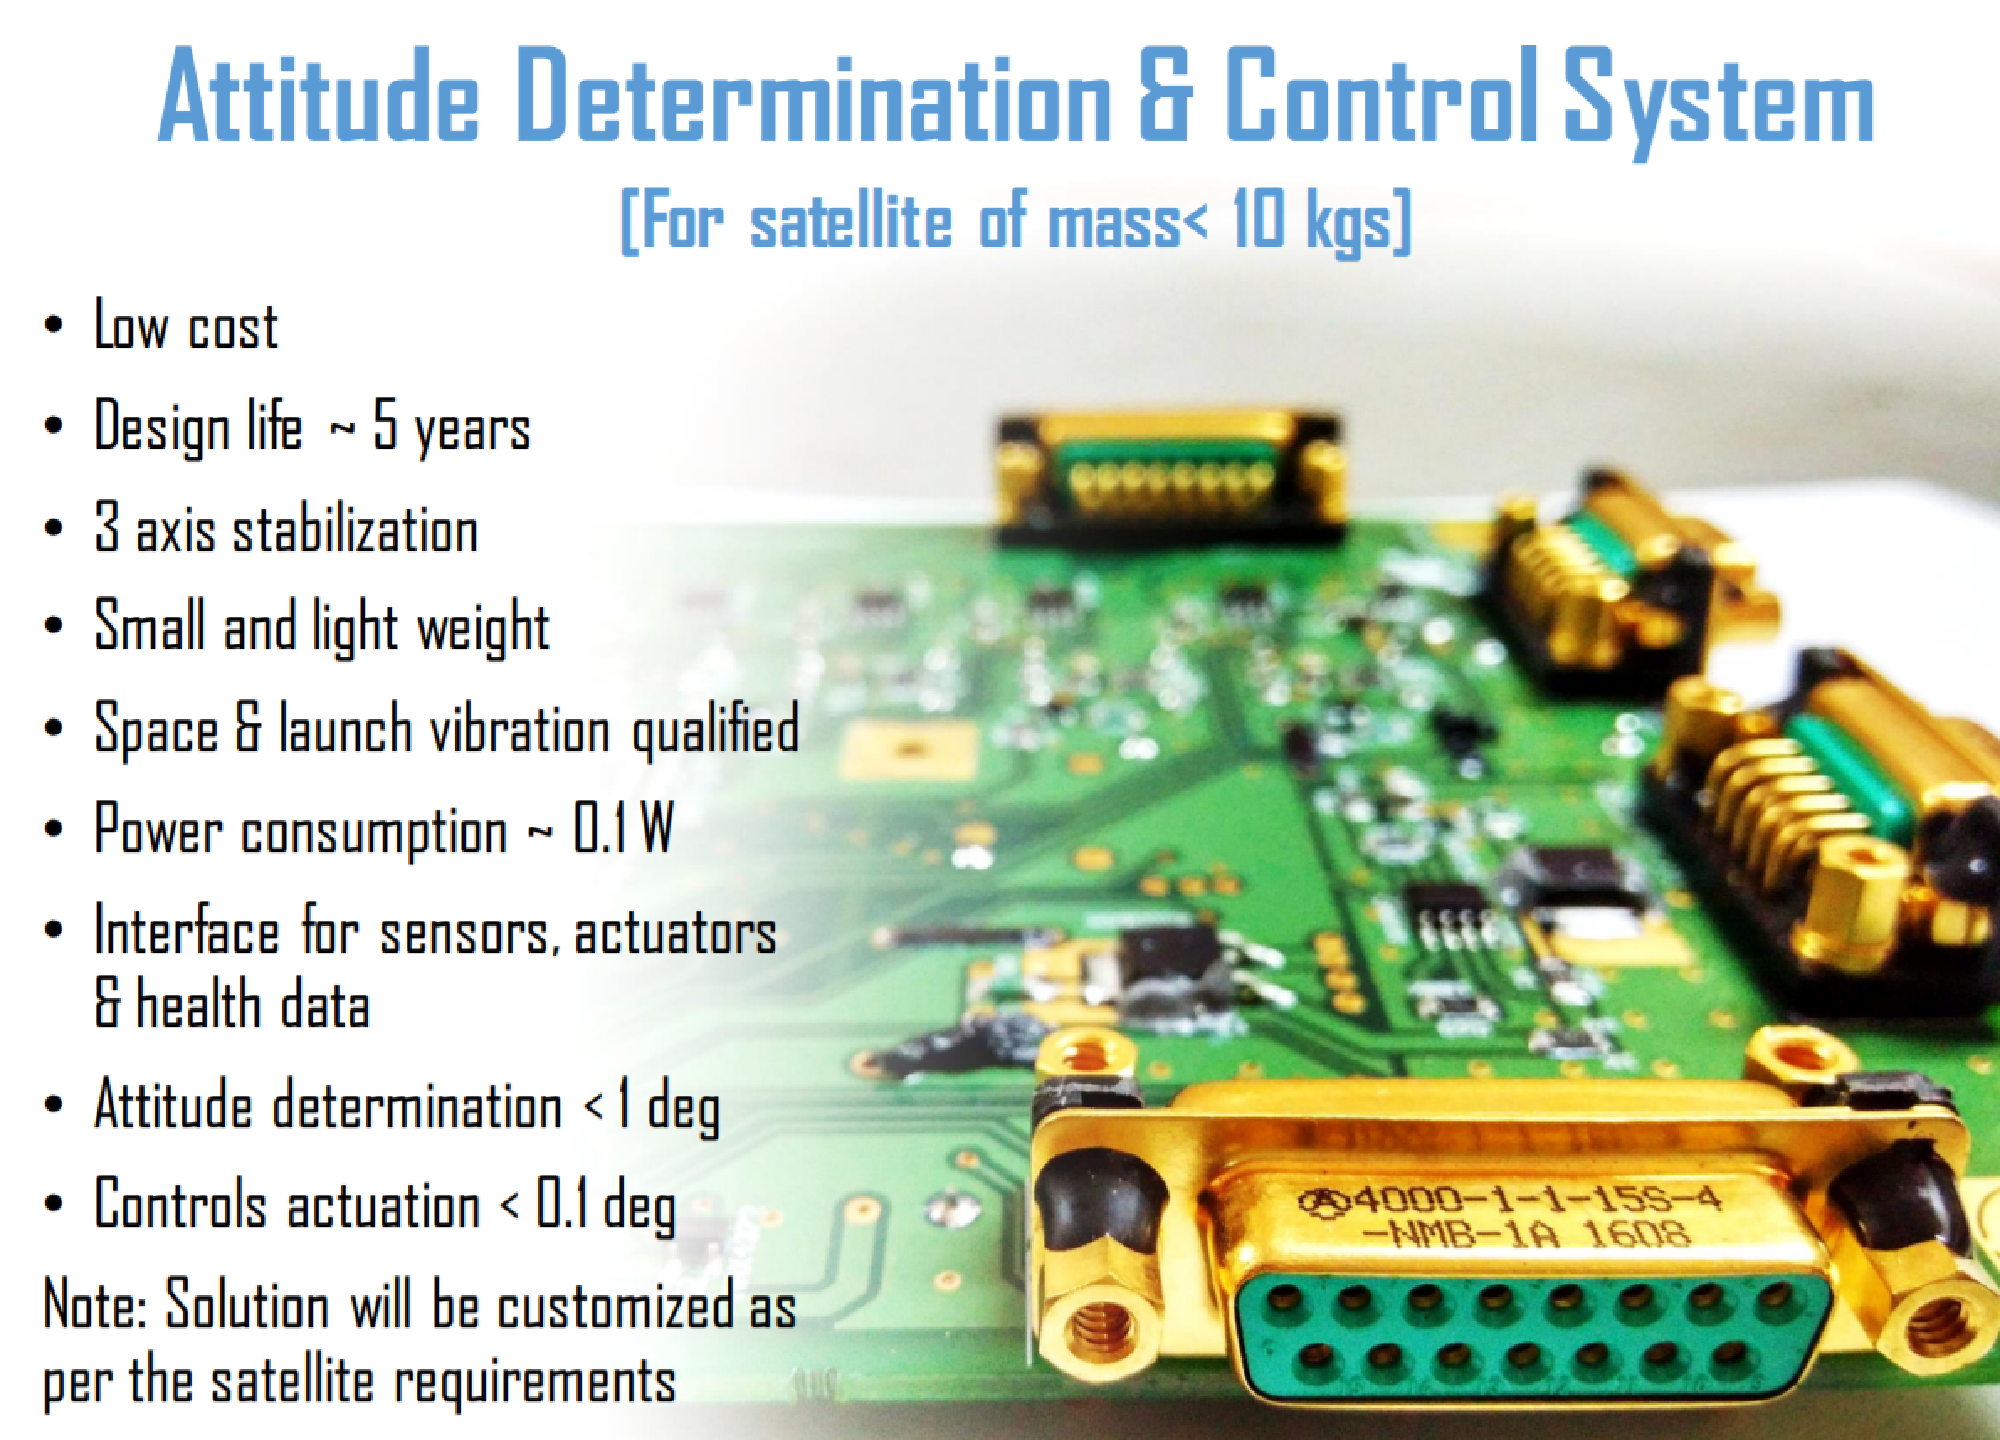 Attitude Determination & Control System
[For satellite of mass< 10 kgs]
• Low cost
• Design life ~ 5 years
• 3 axis stabilization
• Small and light weight
• Space & launch vibration qualified
• Power consumption ~ 0.1 W
• Interface for sensors, actuators
& health data
• Attitude determination < 1 deg
• Controls actuation < 0.1 deg
Note: Solution will be customized as
per the satellite requirements
4000-1-1-15S-4
-NMB-1A 1608